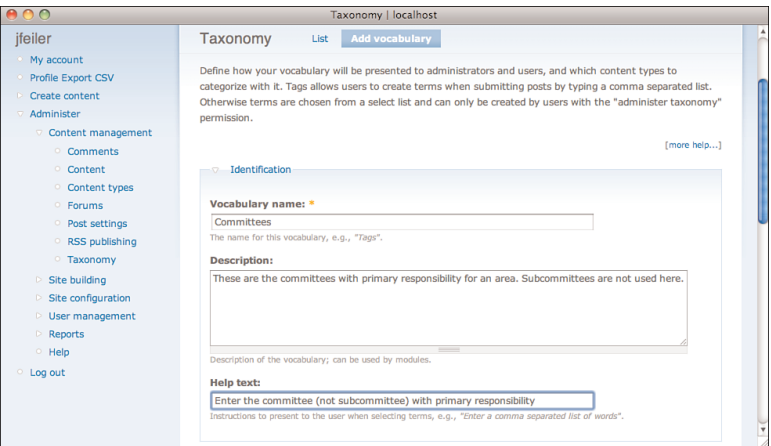 Taxonomy | localhost
jfeiler
My account
Profile Export CSV
Create content
Administer
Content management
Comments
Content
Content types
Forums
Post settings
RSS publishing
Taxonomy
Site building
Site configuration
User management
Reports
Help
Log out
Taxonomy List Add vocabulary
Define how your vocabulary will be presented to administrators and users, and which content types to
categorize with it. Tags allows users to create terms when submitting posts by typing a comma separated list.
Otherwise terms are chosen from a select list and can only be created by users with the "administer taxonomy"
permission.
[more help...]
Identification
Vocabulary name: *
Committees
The name for this vocabulary, e.g., "Tags".
Description:
These are the committees with primary responsibility for an area. Subcommittees are not used here.
Description of the vocabulary; can be used by modules.
Help text:
Enter the committee (not subcommittee) with primary responsibility
Instructions to present to the user when selecting terms, e.g., "Enter a comma separated list of words".